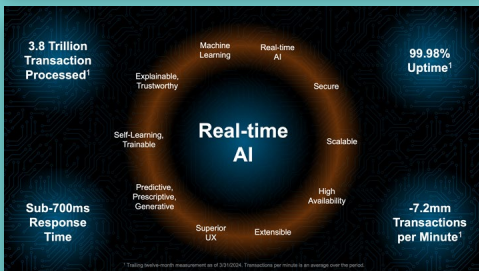 3.8 Trillion
Transaction
Processed¹
Machine
Learning
Real-time
AI
99.98%
Uptime¹
Explainable,
Trustworthy
Secure
Self-Learning,
Trainable
Real-time
AI
Scalable
Predictive,
Prescriptive,
Generative
High
Availability
Sub-700ms
Response
Time
Superior
UX
Extensible
-7.2mm
Transactions
per Minute¹
¹ Trailing twelve-month measurement as of 3/31/2024. Transactions per minute is an average over the period.